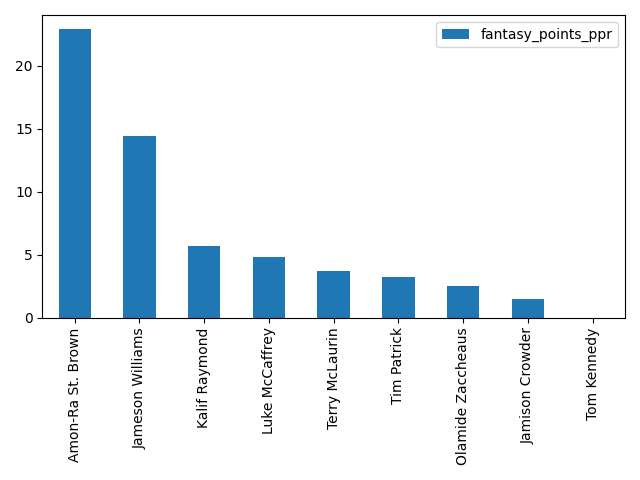 fantasy_points_ppr
20
15
10
5
0
Amon-Ra St. Brown
Jameson Williams
Kalif Raymond
Luke McCaffrey
Terry McLaurin
Tim Patrick
Olamide Zaccheaus
Jamison Crowder
Tom Kennedy